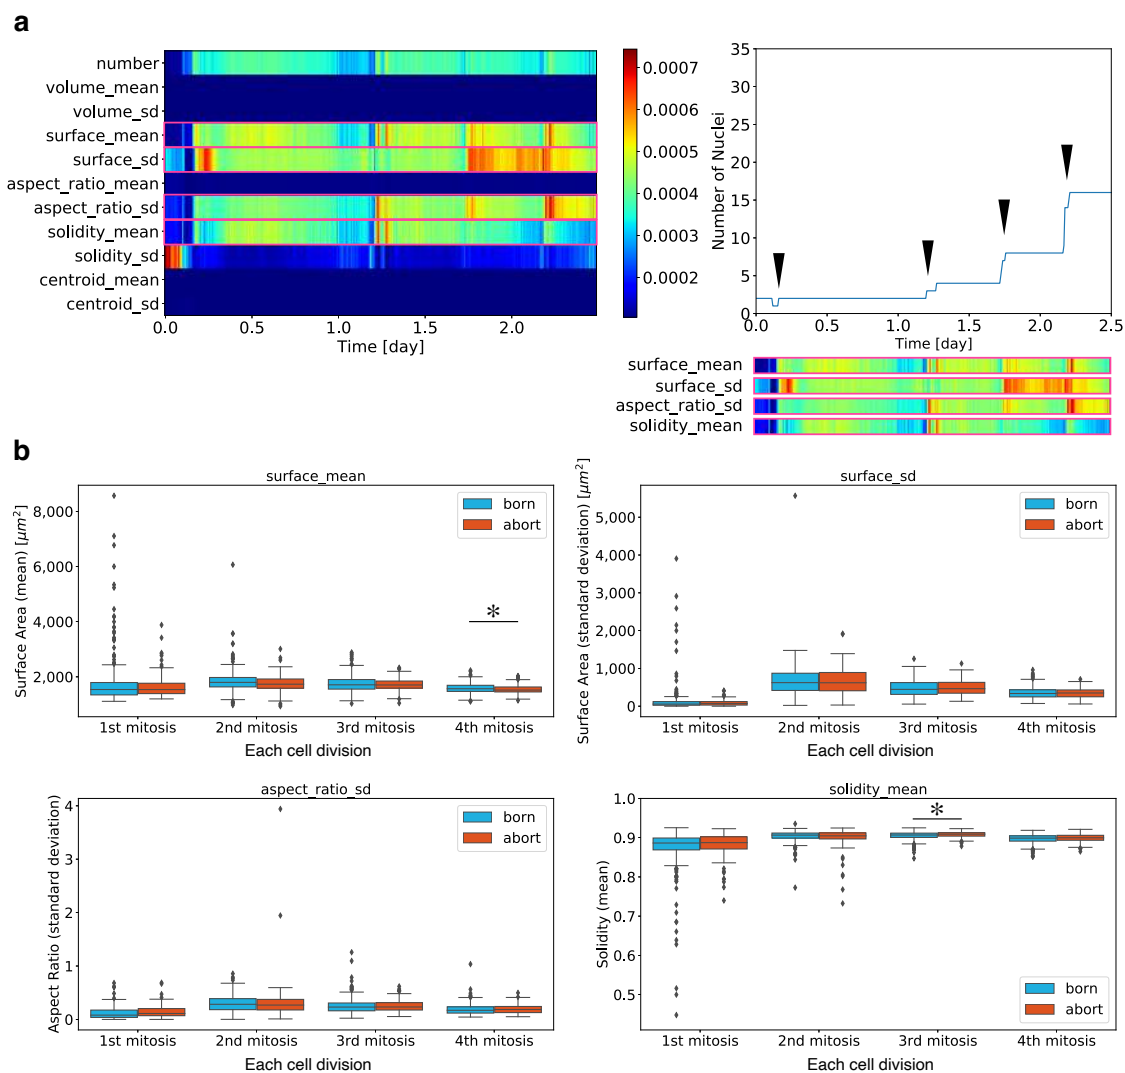 a
number
volume_mean
volume_sd
surface_mean
surface_sd
aspect_ratio_mean
aspect_ratio_sd
solidity_mean
solidity_sd
centroid_mean
centroid_sd
0.0 0.5 1.0 1.5 2.0
Time [day]
0.0007
0.0006
0.0005
0.0004
0.0003
0.0002
Number of Nuclei
35
30
25
20
15
10
5
0
0.0 0.5 1.0 1.5 2.0 2.5
Time [day]
surface_mean
surface_sd
aspect_ratio_sd
solidity_mean
b
surface_mean
Surface Area (mean) [μm²]
8,000
6,000
4,000
2,000
born
abort
*
1st mitosis 2nd mitosis 3rd mitosis 4th mitosis
Each cell division
surface_sd
Surface Area (standard deviation) [μm²]
5,000
4,000
3,000
2,000
1,000
0
born
abort
1st mitosis 2nd mitosis 3rd mitosis 4th mitosis
Each cell division
aspect_ratio_sd
Aspect Ratio (standard deviation)
4
3
2
1
0
born
abort
1st mitosis 2nd mitosis 3rd mitosis 4th mitosis
Each cell division
solidity_mean
Solidity (mean)
1.0
0.9
0.8
0.7
0.6
0.5
*
born
abort
1st mitosis 2nd mitosis 3rd mitosis 4th mitosis
Each cell division